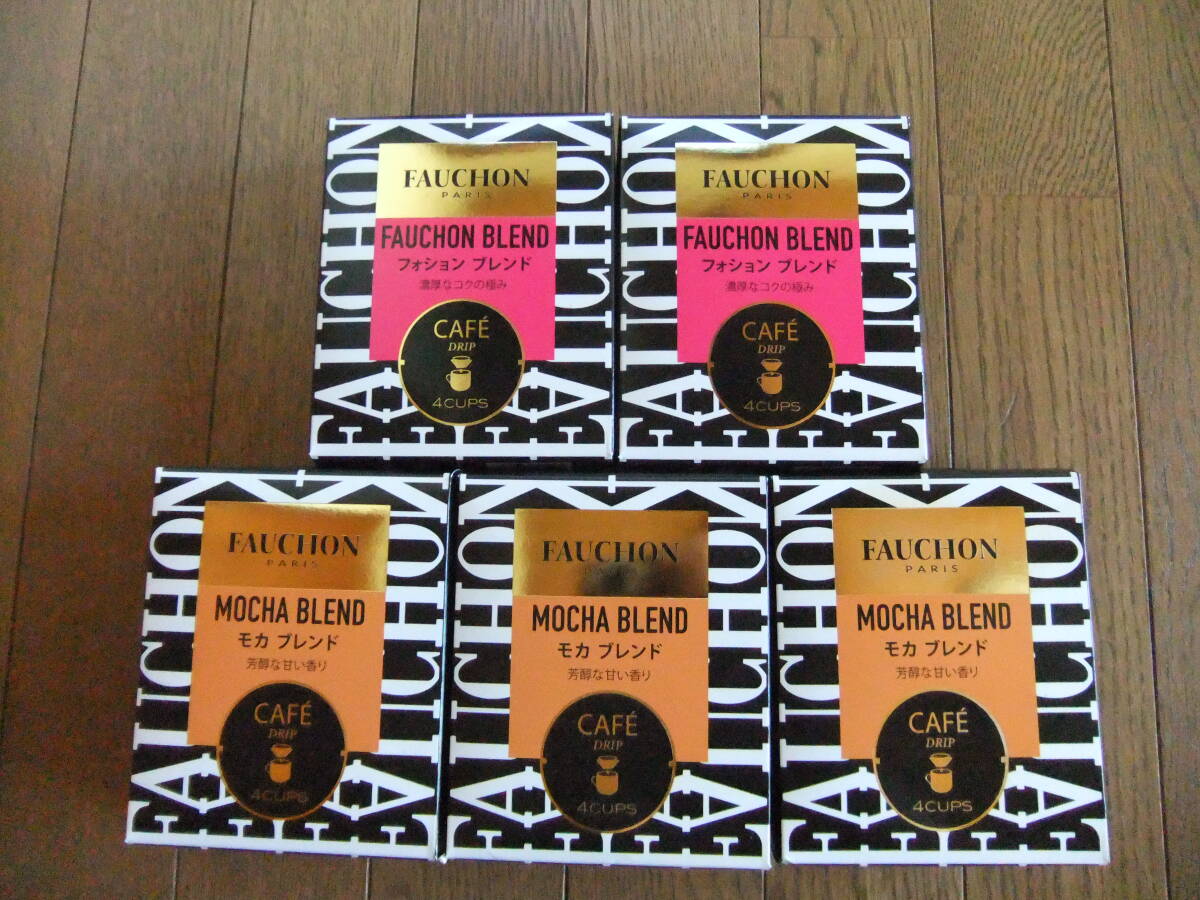 FAUCHON
PARIS
FAUCHON BLEND
フォション ブレンド
濃厚なコクの極み
CAFÉ
DRIP
4CUPS
FAUCHON
FAUCHON
PARIS
FAUCHON BLEND
フォション ブレンド
濃厚なコクの極み
CAFÉ
DRIP
4CUPS
FAUCHON
FAUCHON
PARIS
MOCHA BLEND
モカ ブレンド
芳醇な甘い香り
CAFÉ
DRIP
4CUPS
FAUCHON
FAUCHON
MOCHA BLEND
モカ ブレンド
芳醇な甘い香り
CAFÉ
DRIP
4CUPS
FAUCHON
FAUCHON
PARIS
MOCHA BLEND
モカ ブレンド
芳醇な甘い香り
CAFÉ
DRIP
4CUPS
FAUCHON